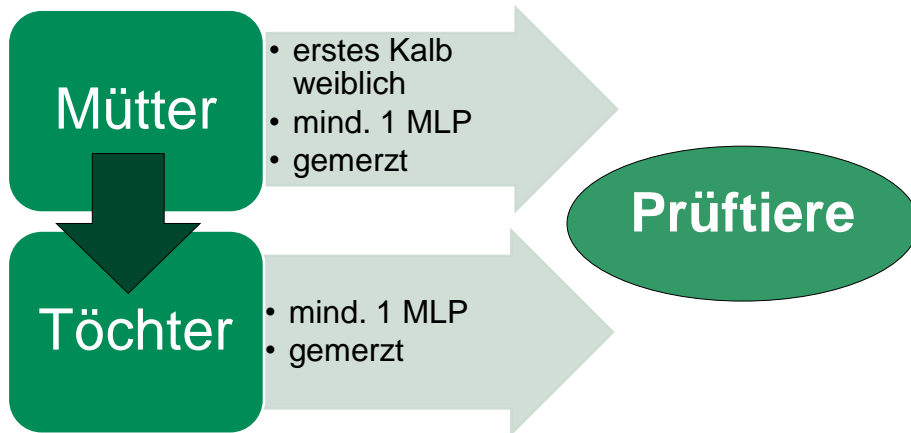 Mütter
• erstes Kalb
weiblich
• mind. 1 MLP
• gemerzt
Prüftiere
Töchter
• mind. 1 MLP
• gemerzt